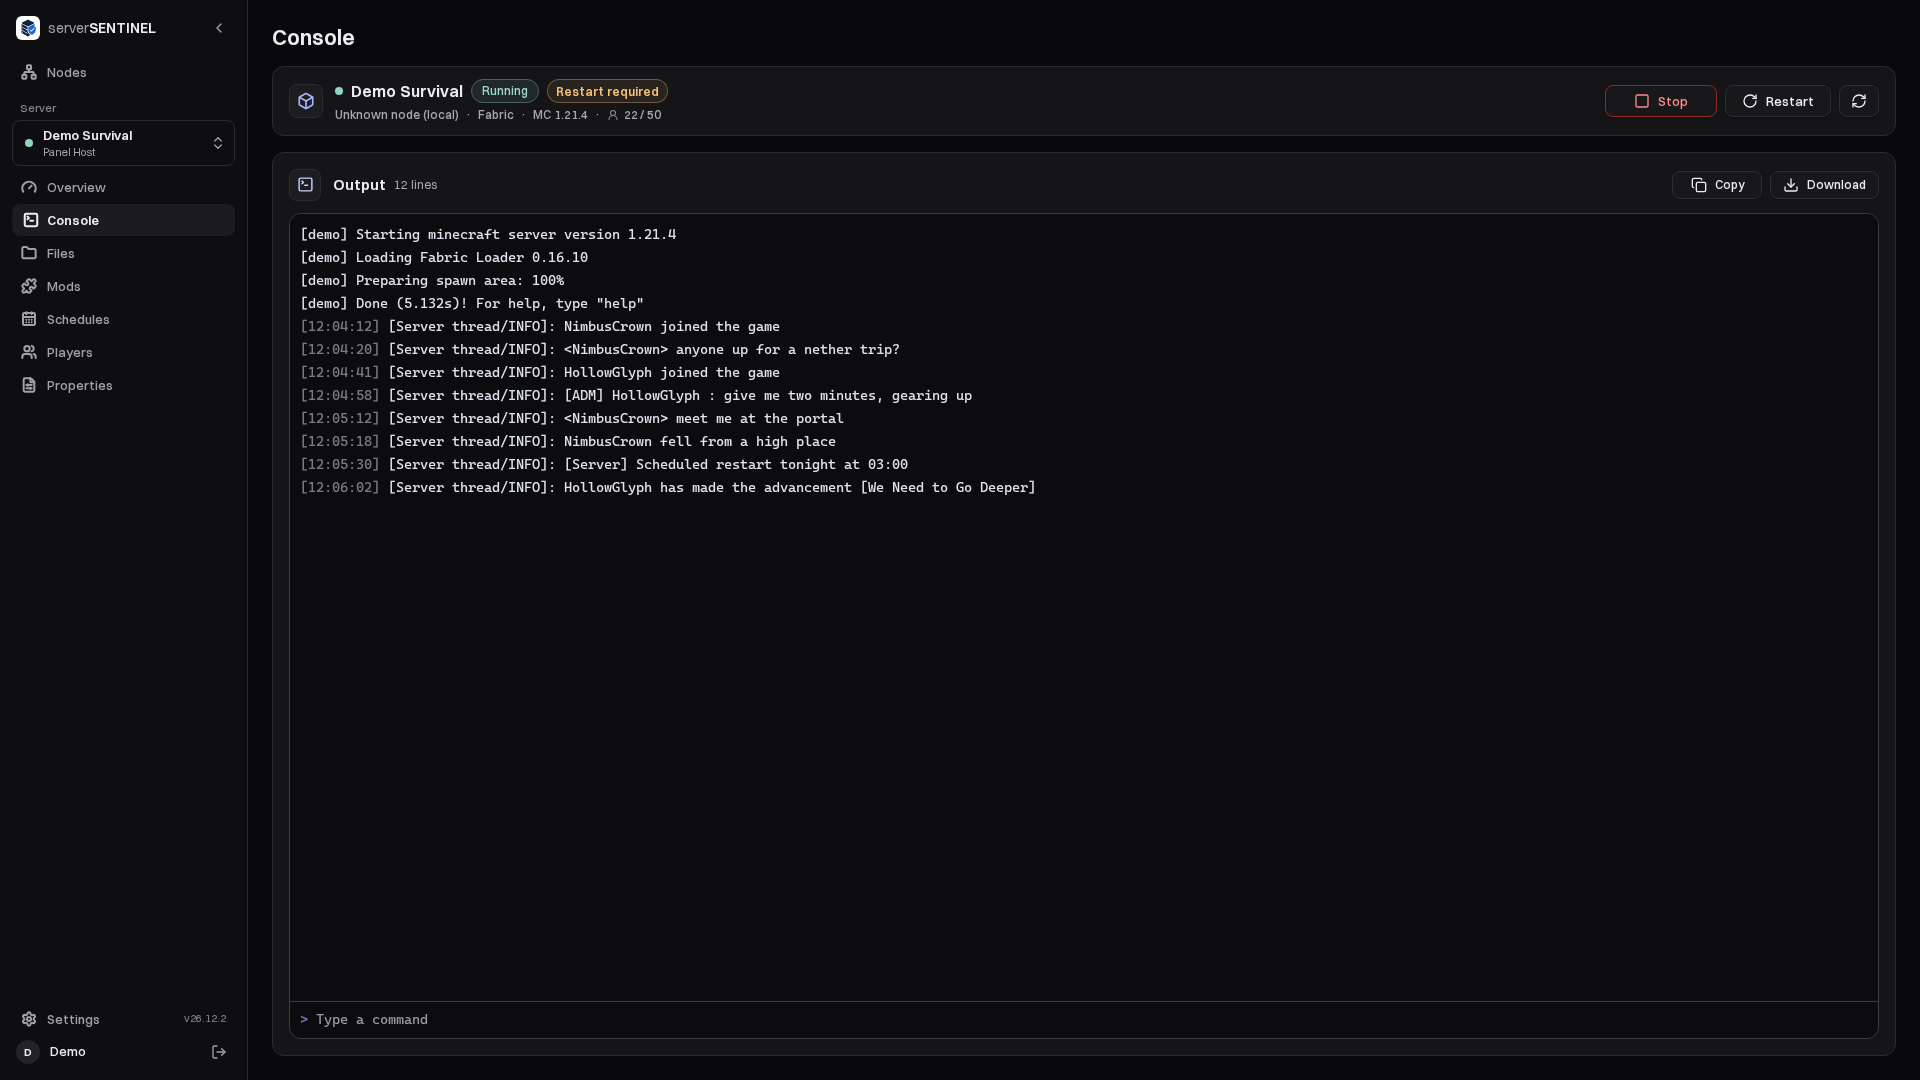 serverSENTINEL
Nodes
Server
Demo Survival
Panel Host
Overview
Console
Files
Mods
Schedules
Players
Properties
Settings
v26.12.2
D
Demo
Console
Demo Survival
Running
Restart required
Unknown node (local) · Fabric · MC 1.21.4 · 22 / 50
Stop
Restart
Output
12 lines
Copy
Download
[demo] Starting minecraft server version 1.21.4
[demo] Loading Fabric Loader 0.16.10
[demo] Preparing spawn area: 100%
[demo] Done (5.132s)! For help, type "help"
[12:04:12] [Server thread/INFO]: NimbusCrown joined the game
[12:04:20] [Server thread/INFO]: <NimbusCrown> anyone up for a nether trip?
[12:04:41] [Server thread/INFO]: HollowGlyph joined the game
[12:04:58] [Server thread/INFO]: [ADM] HollowGlyph : give me two minutes, gearing up
[12:05:12] [Server thread/INFO]: <NimbusCrown> meet me at the portal
[12:05:18] [Server thread/INFO]: NimbusCrown fell from a high place
[12:05:30] [Server thread/INFO]: [Server] Scheduled restart tonight at 03:00
[12:06:02] [Server thread/INFO]: HollowGlyph has made the advancement [We Need to Go Deeper]
> Type a command